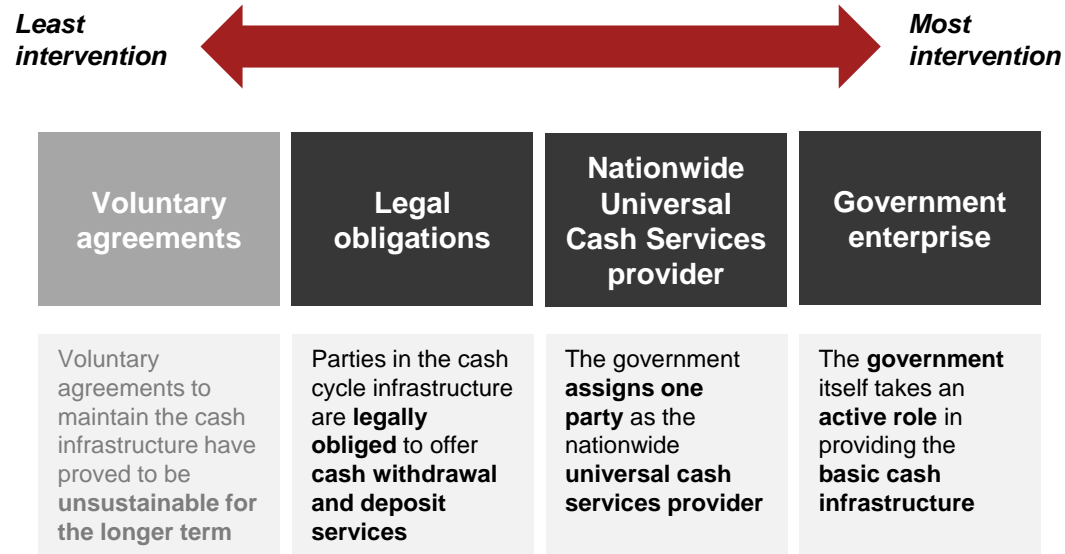 Least
intervention
Most
intervention
Voluntary
agreements
Legal
obligations
Nationwide
Universal
Cash Services
provider
Government
enterprise
Voluntary
agreements to
maintain the cash
infrastructure have
proved to be
unsustainable for
the longer term
Parties in the cash
cycle infrastructure
are legally
obliged to offer
cash withdrawal
and deposit
services
The government
assigns one
party as the
nationwide
universal cash
services provider
The government
itself takes an
active role in
providing the
basic cash
infrastructure